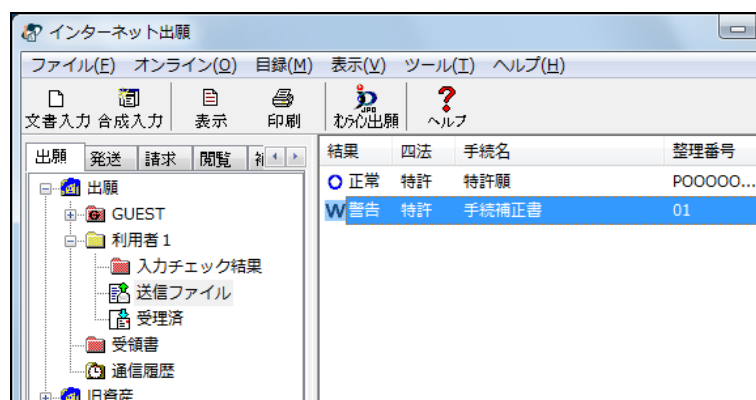 インターネット出願
ファイル(F) オンライン(O) 目録(M) 表示(V) ツール(T) ヘルプ(H)
文書入力 合成入力 表示 印刷 オンライン出願 ヘルプ
出願 発送 請求 閲覧
結果 四法 手続名 整理番号
正常 特許 特許願 P00000...
W 警告 特許 手続補正書 01
出願
GUEST
利用者1
入力チェック結果
送信ファイル
受理済
受領書
通信履歴
旧資産